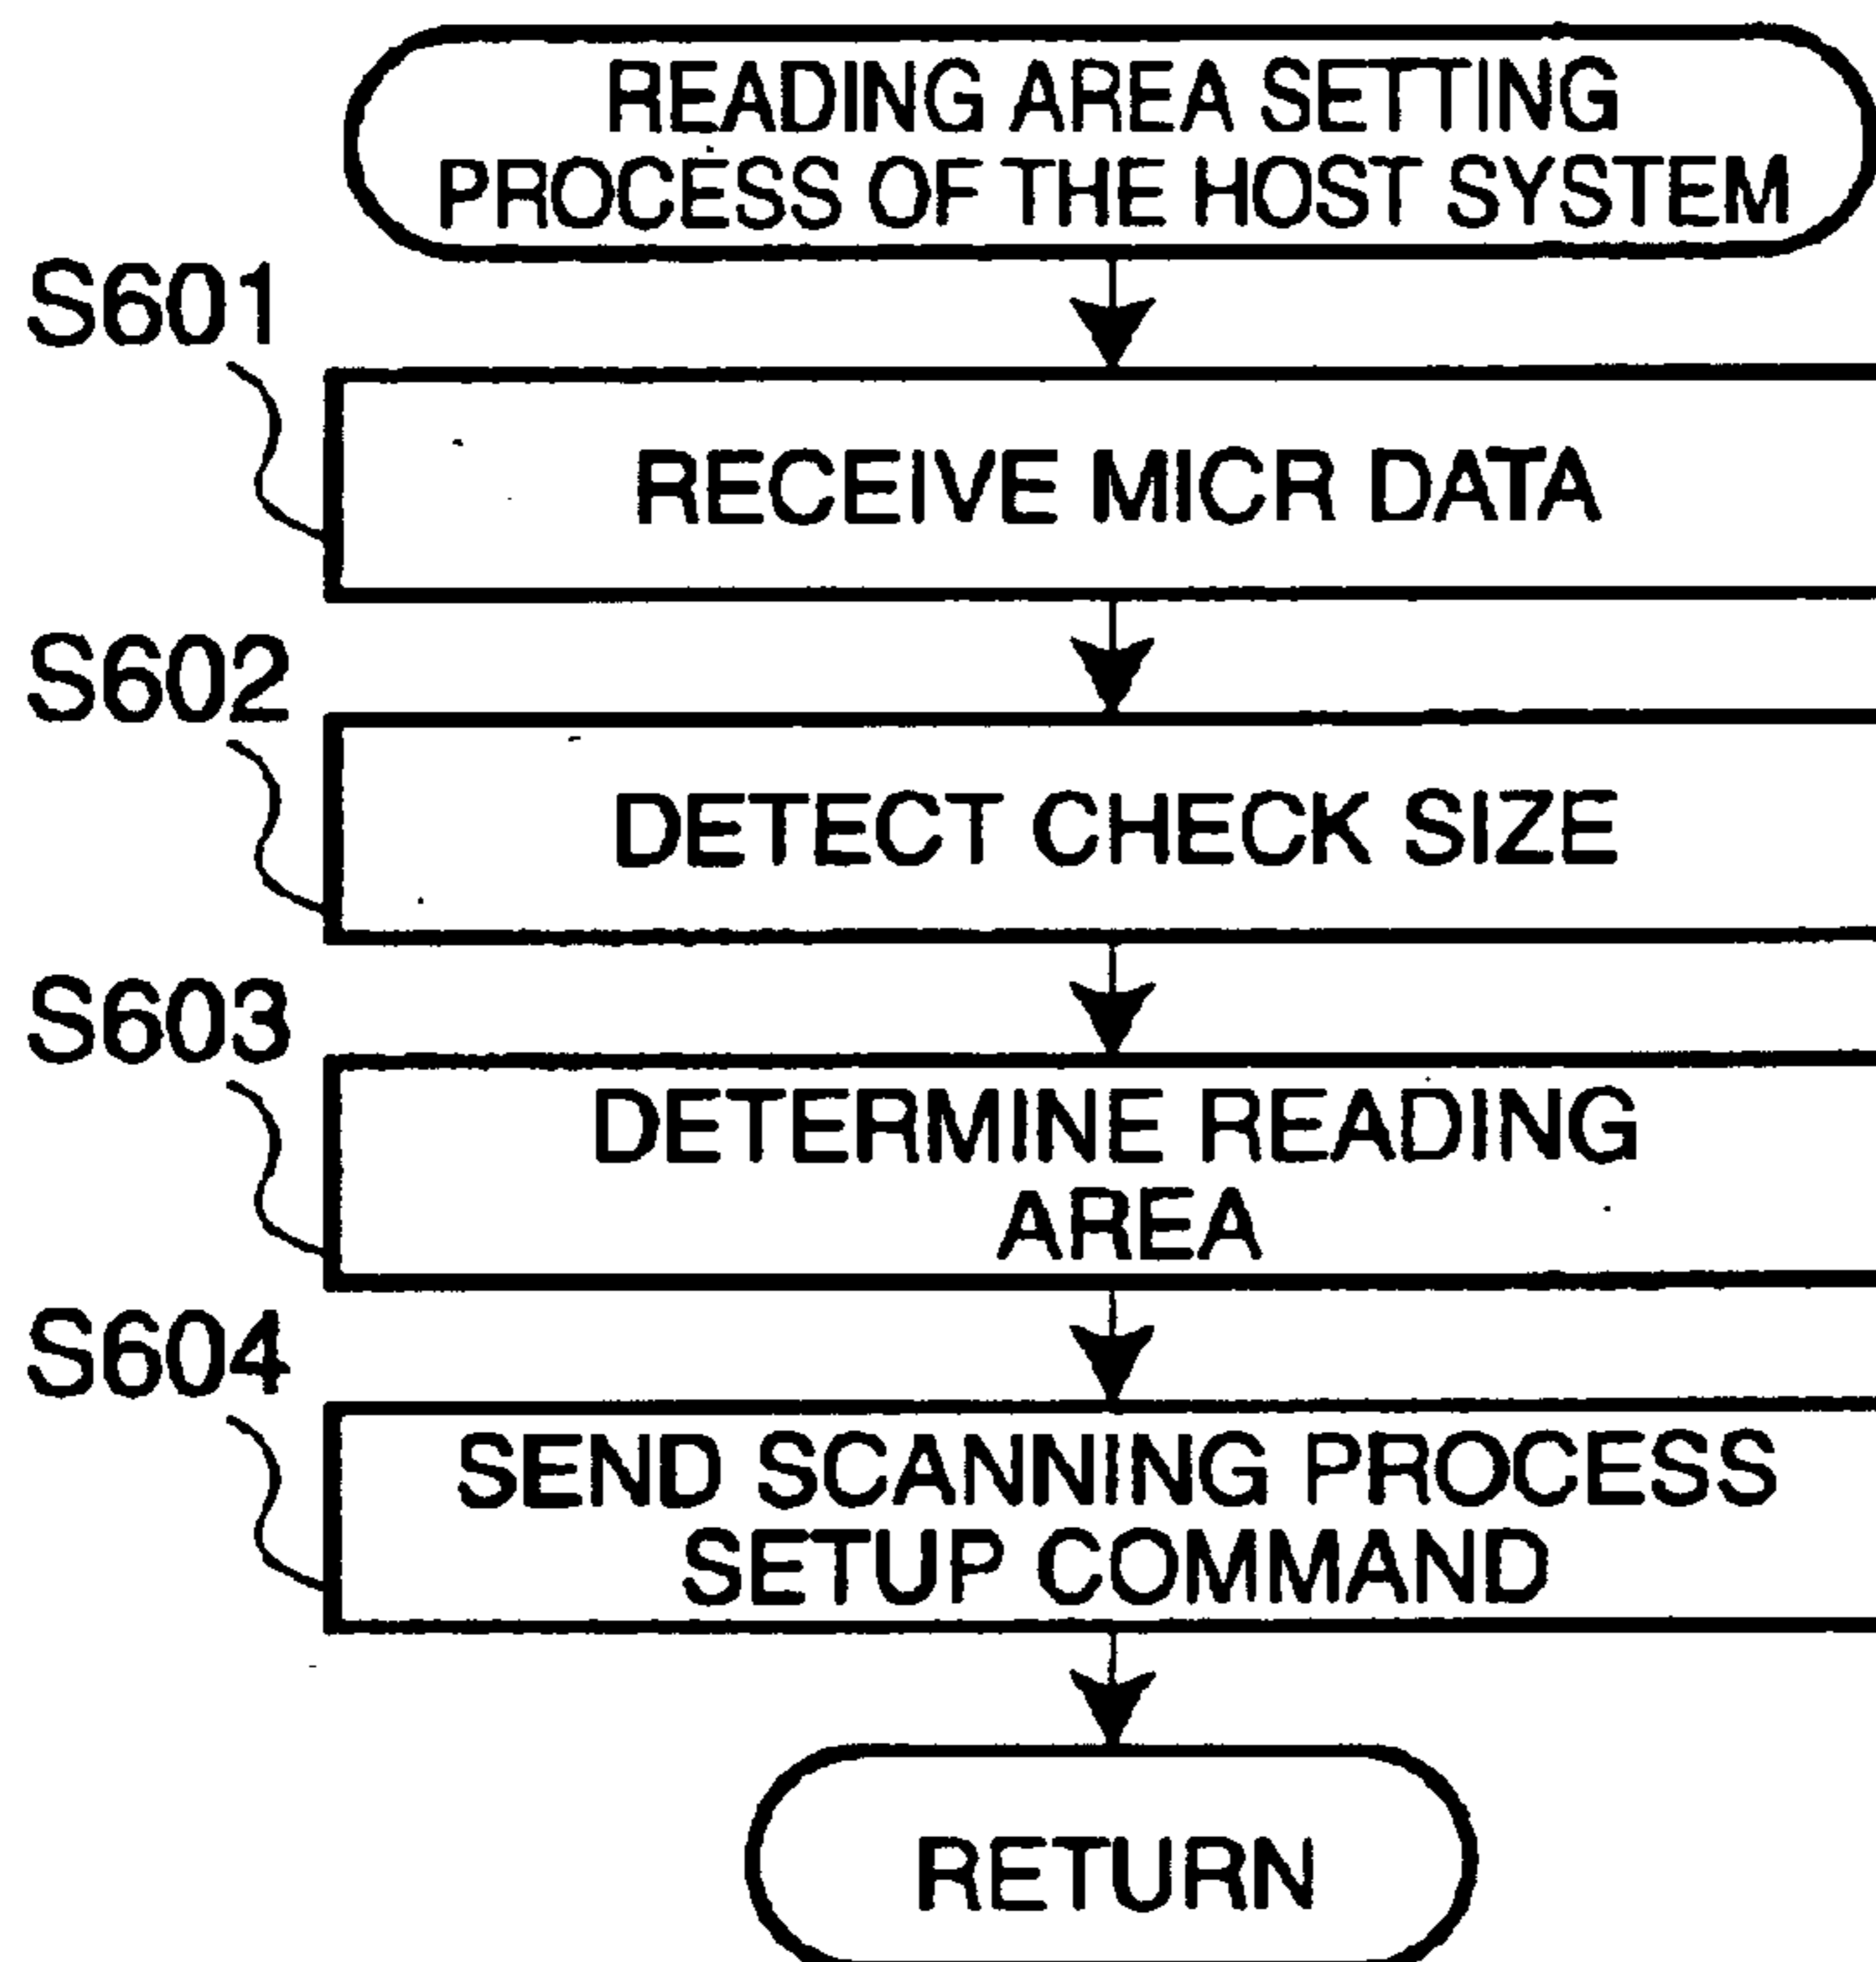 READING AREA SETTING
PROCESS OF THE HOST SYSTEM
S601
RECEIVE MICR DATA
S602
DETECT CHECK SIZE
S603
DETERMINE READING
AREA
S604
SEND SCANNING PROCESS
SETUP COMMAND
RETURN